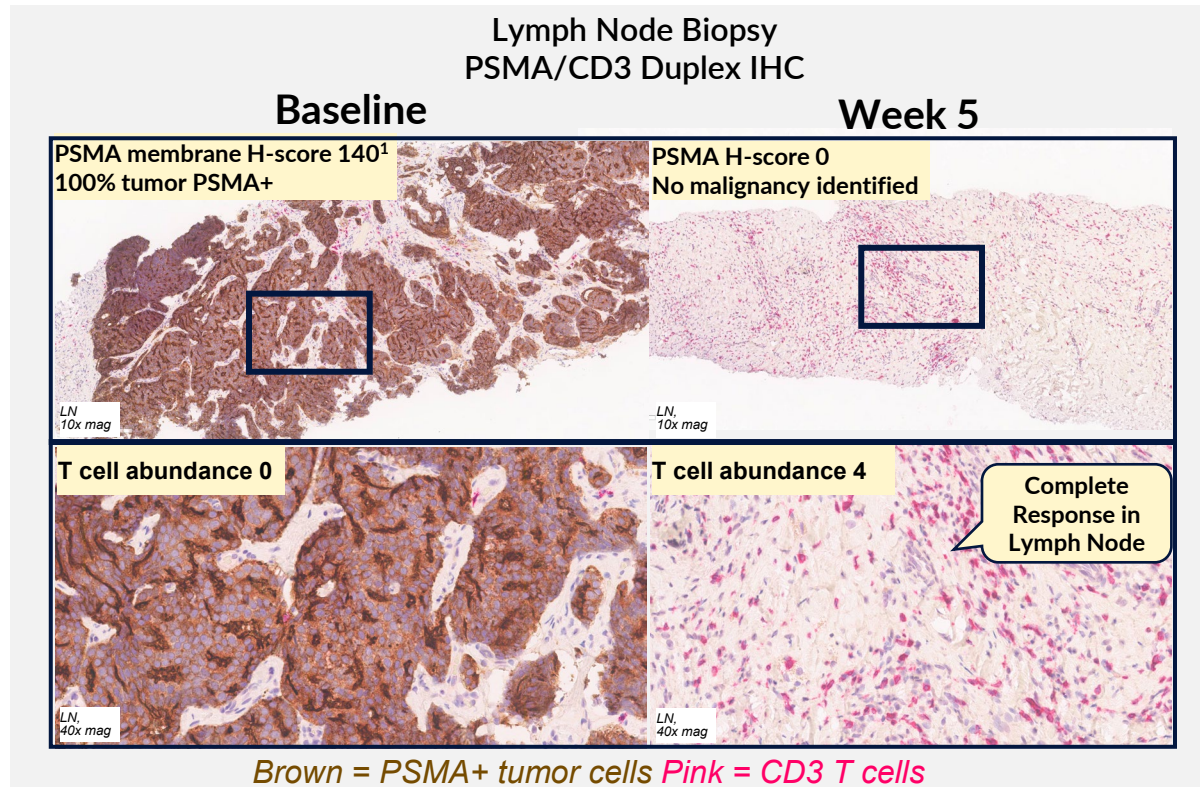 Lymph Node Biopsy
PSMA/CD3 Duplex IHC
Baseline
Week 5
PSMA membrane H-score 140¹
100% tumor PSMA+
PSMA H-score 0
No malignancy identified
LN,
10x mag
LN,
10x mag
T cell abundance 0
T cell abundance 4
Complete
Response in
Lymph Node
LN,
40x mag
LN,
40x mag
Brown = PSMA+ tumor cells Pink = CD3 T cells